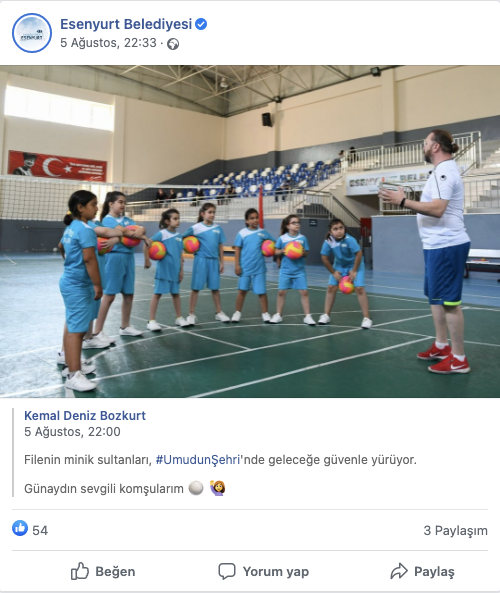 Esenyurt Belediyesi
5 Ağustos, 22:33 ·
ESENYURT
Kemal Deniz Bozkurt
5 Ağustos, 22:00
Filenin minik sultanları, #UmudunŞehri'nde geleceğe güvenle yürüyor.
Günaydın sevgili komşularım
54
3 Paylaşım
Beğen
Yorum yap
Paylaş